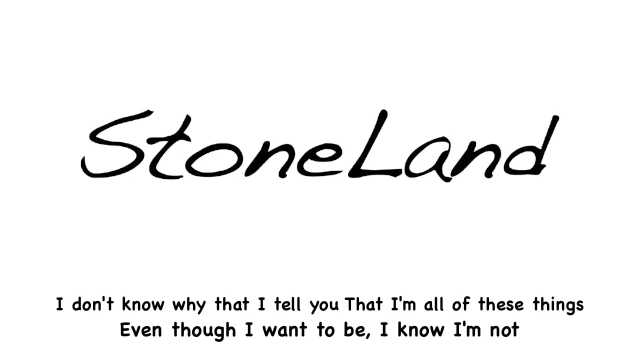 StoneLand
I don't know why that I tell you That I'm all of these things
Even though I want to be, I know I'm not